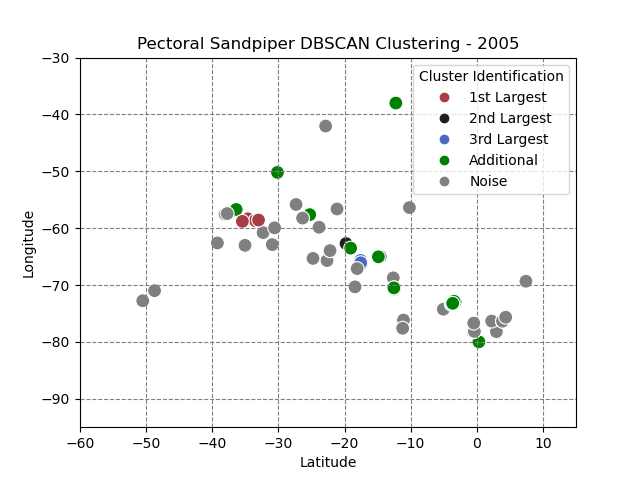 Pectoral Sandpiper DBSCAN Clustering - 2005
−30
−40
−50
−60
−70
−80
−90
Longitude
Cluster Identification
1st Largest
2nd Largest
3rd Largest
Additional
Noise
−60 −50 −40 −30 −20 −10 0 10
Latitude